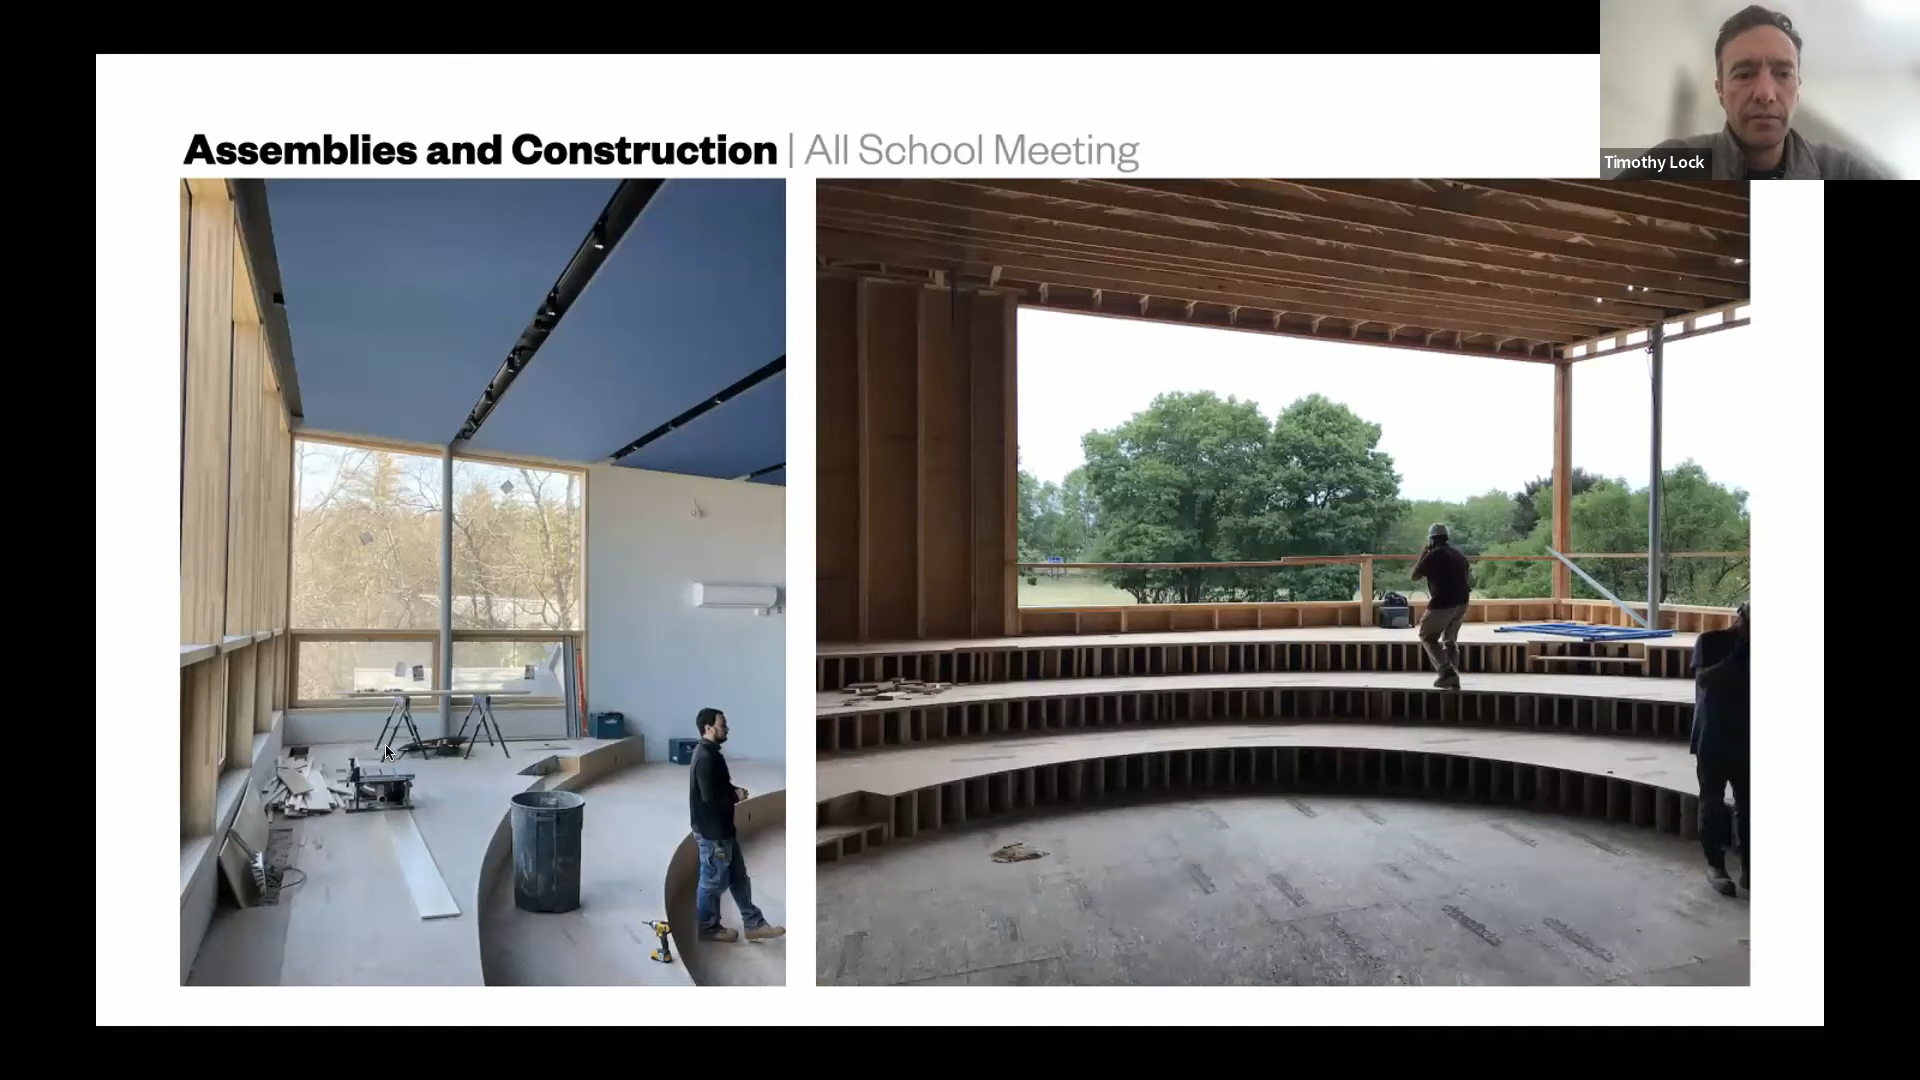 Assemblies and Construction | All School Meeting
Timothy Lock